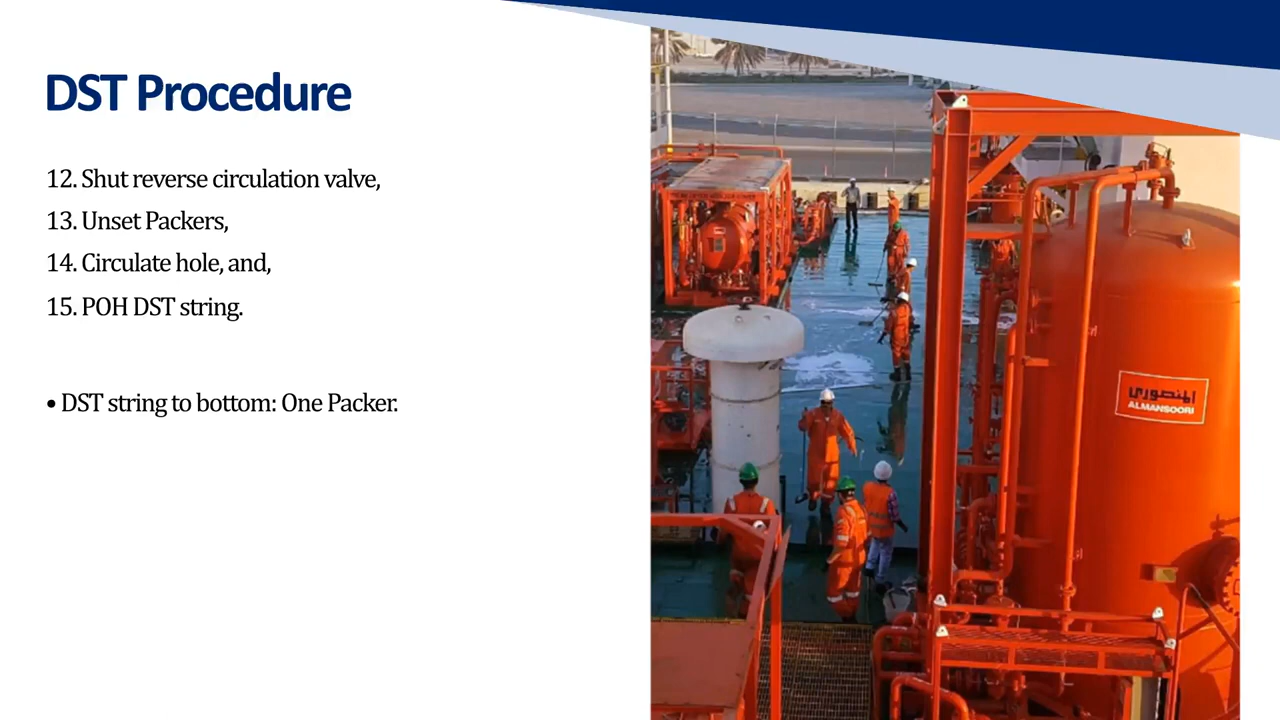 DST Procedure
12. Shut reverse circulation valve,
13. Unset Packers,
14. Circulate hole, and,
15. POH DST string.
• DST string to bottom: One Packer.
المنصوري
ALMANSOORI